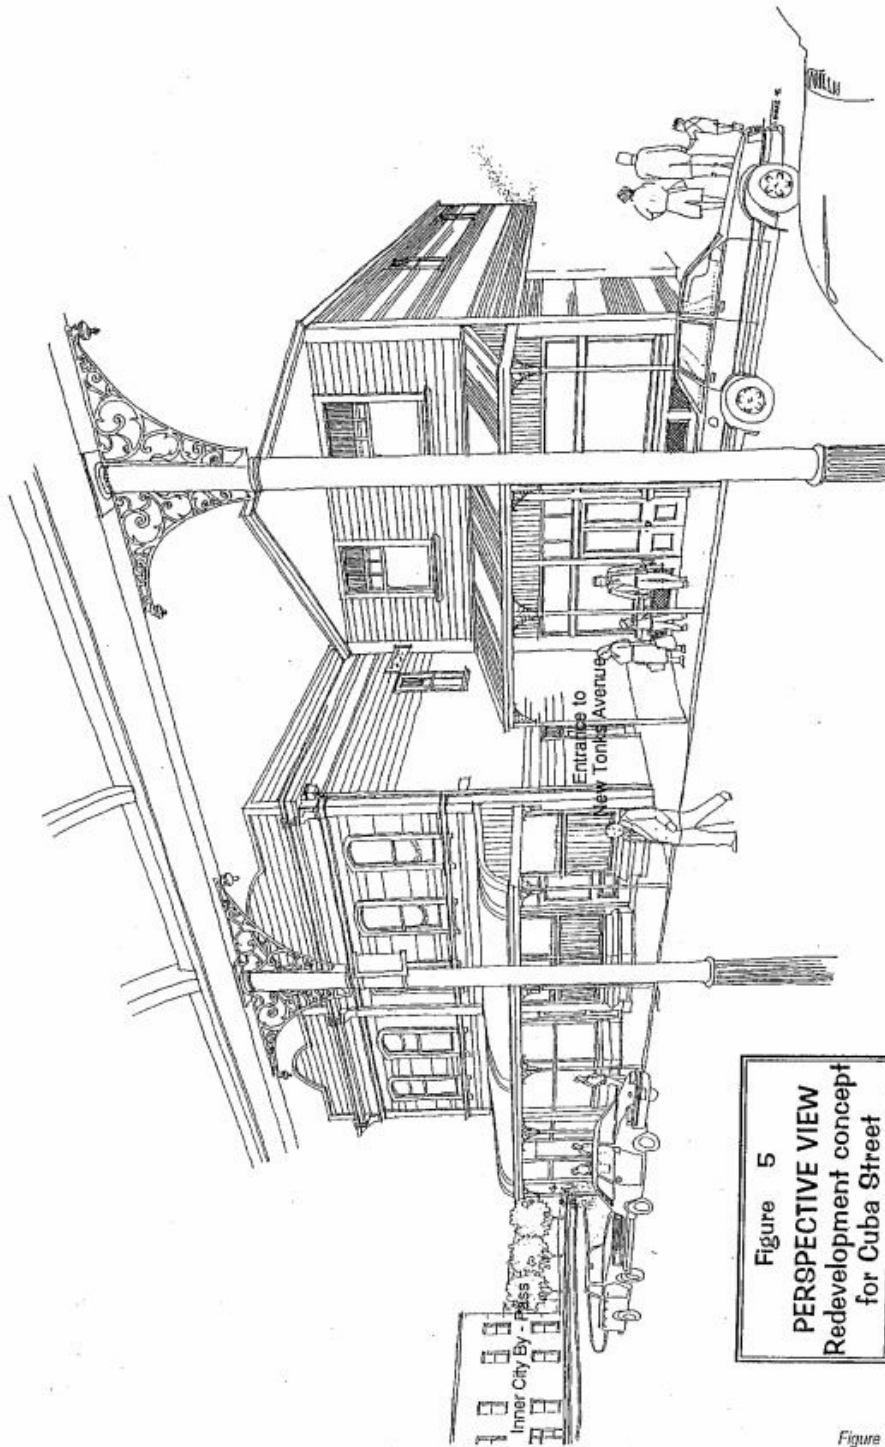 Entrance to
New Tonks Avenue
Inner City By - Pass
Figure 5
PERSPECTIVE VIEW
Redevelopment concept
for Cuba Street
Figure